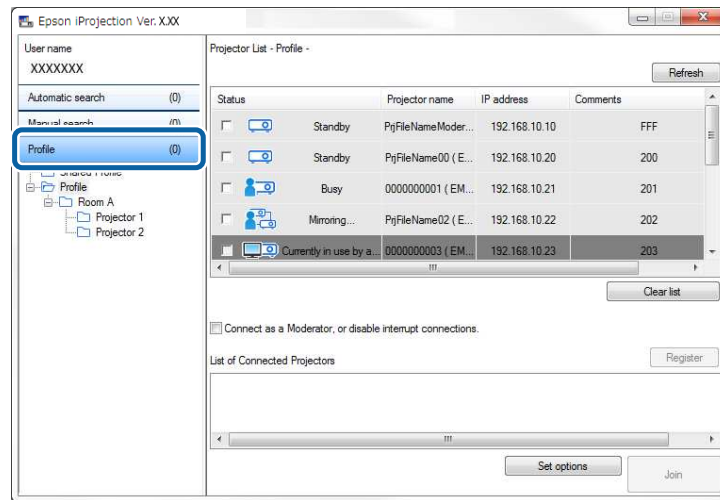 Epson iProjection Ver. X.XX
User name
XXXXXXX
Automatic search (0)
Manual search (0)
Profile (0)
Shared Profile
Profile
Room A
Projector 1
Projector 2
Projector List - Profile -
Refresh
Status Projector name IP address Comments
Standby PrjFileNameModer... 192.168.10.10 FFF
Standby PrjFileName00 ( E... 192.168.10.20 200
Busy 0000000001 ( EM... 192.168.10.21 201
Mirroring... PrjFileName02 ( E... 192.168.10.22 202
Currently in use by a... 0000000003 ( EM... 192.168.10.23 203
Clear list
Connect as a Moderator, or disable interrupt connections.
List of Connected Projectors
Register
Set options
Join